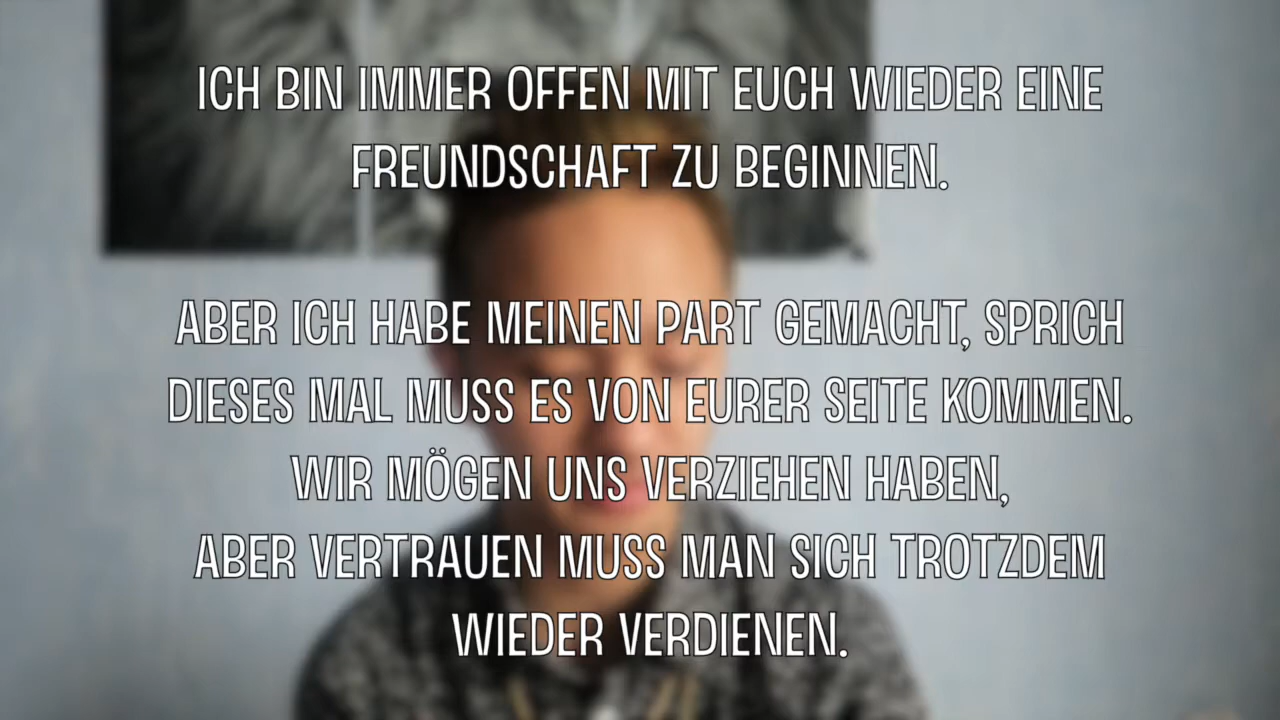 ICH BIN IMMER OFFEN MIT EUCH WIEDER EINE
FREUNDSCHAFT ZU BEGINNEN.
ABER ICH HABE MEINEN PART GEMACHT, SPRICH
DIESES MAL MUSS ES VON EURER SEITE KOMMEN.
WIR MÖGEN UNS VERZIEHEN HABEN,
ABER VERTRAUEN MUSS MAN SICH TROTZDEM
WIEDER VERDIENEN.